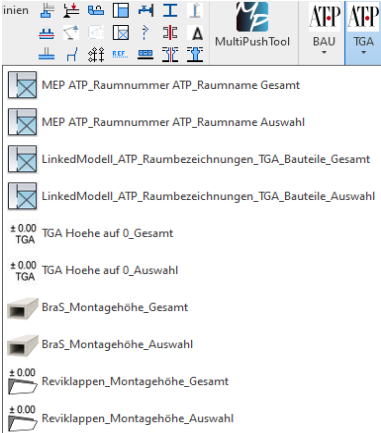 inien
REF..
A
MultiPushTool
ATP
BAU
ATP
TGA
MEP ATP_Raumnummer ATP_Raumname Gesamt
MEP ATP_Raumnummer ATP_Raumname Auswahl
LinkedModell_ATP_Raumbezeichnungen_TGA_Bauteile_Gesamt
LinkedModell_ATP_Raumbezeichnungen_TGA_Bauteile_Auswahl
± 0.00
TGA
TGA Hoehe auf 0_Gesamt
± 0.00
TGA
TGA Hoehe auf 0_Auswahl
BraS_Montagehöhe_Gesamt
BraS_Montagehöhe_Auswahl
± 0.00
Reviklappen_Montagehöhe_Gesamt
± 0.00
Reviklappen_Montagehöhe_Auswahl